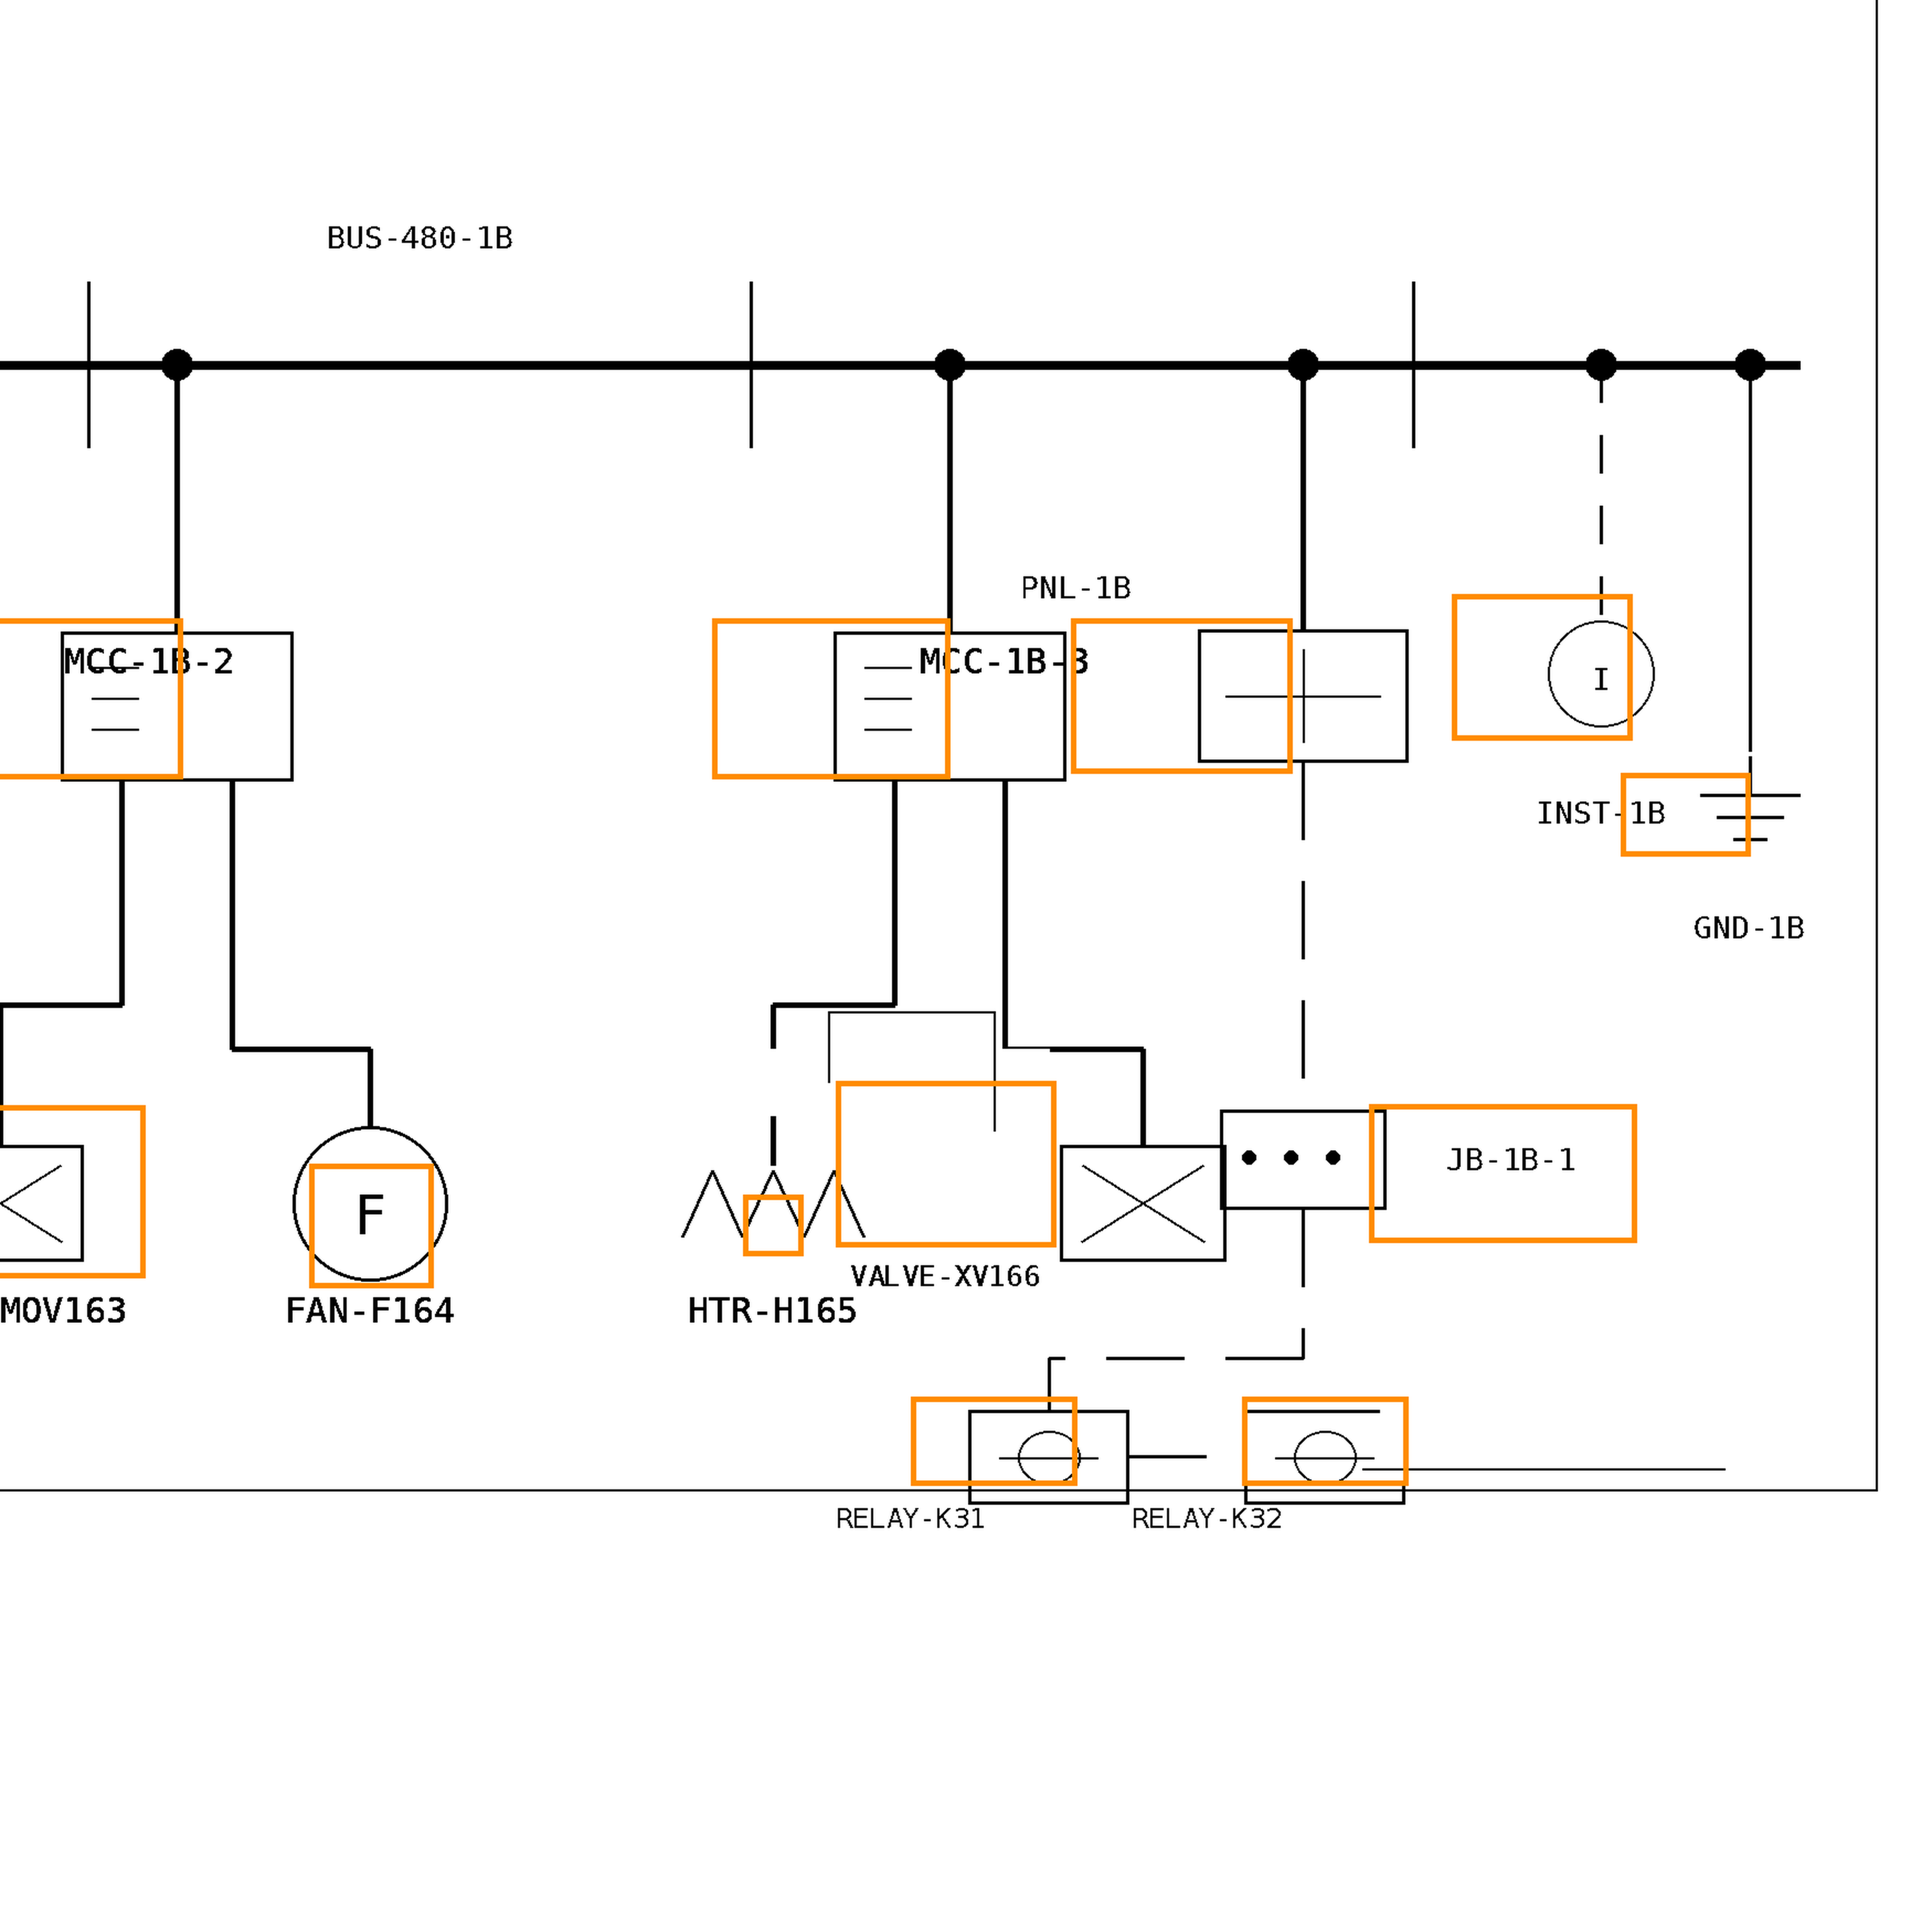 BUS-480-1B
PNL-1B
MCC-1B-2
MCC-1B-3
I
INST-1B
GND-1B
JB-1B-1
F
VALVE-XV166
MOV163
FAN-F164
HTR-H165
RELAY-K31
RELAY-K32